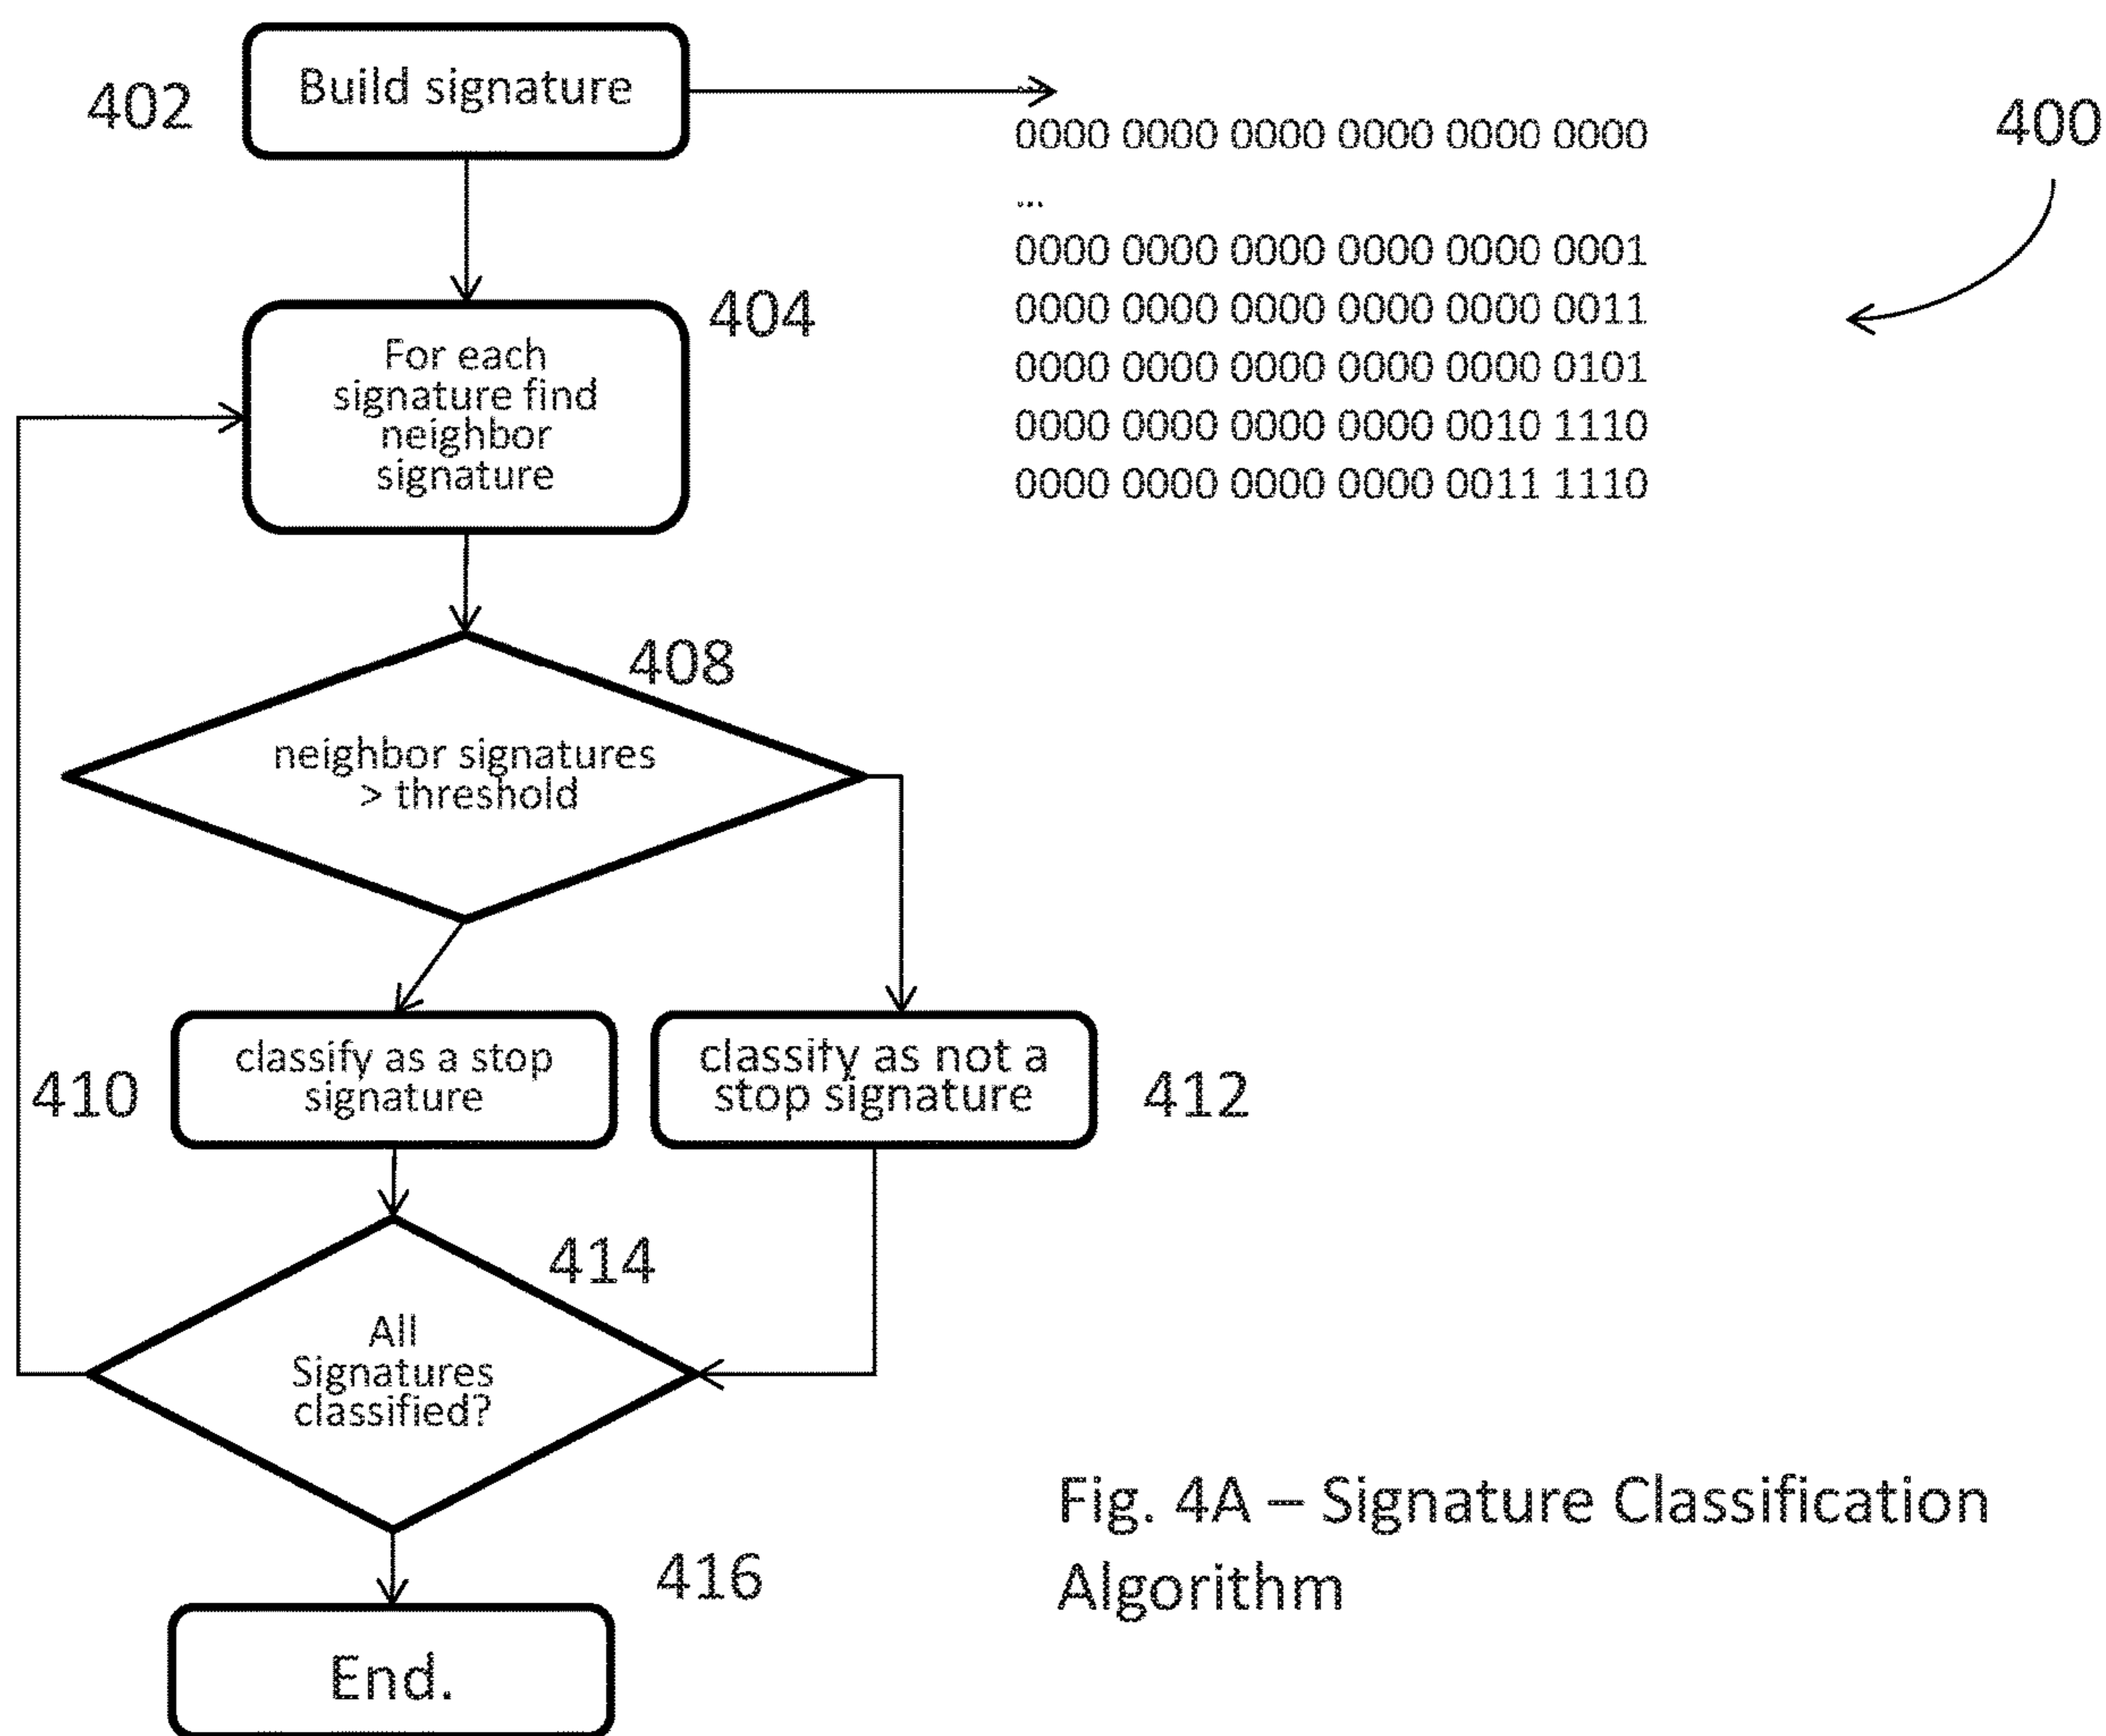 402
Build signature
...
0000 0000 0000 0000 0000 0000
...
0000 0000 0000 0000 0000 0001
0000 0000 0000 0000 0000 0011
0000 0000 0000 0000 0000 0101
0000 0000 0000 0000 0010 1110
0000 0000 0000 0000 0011 1110
400
404
For each
signature find
neighbor
signature
408
neighbor signatures
> threshold
410
classify as a stop
signature
classify as not a
stop signature
412
414
All
Signatures
classified?
416
End.
Fig. 4A – Signature Classification
Algorithm